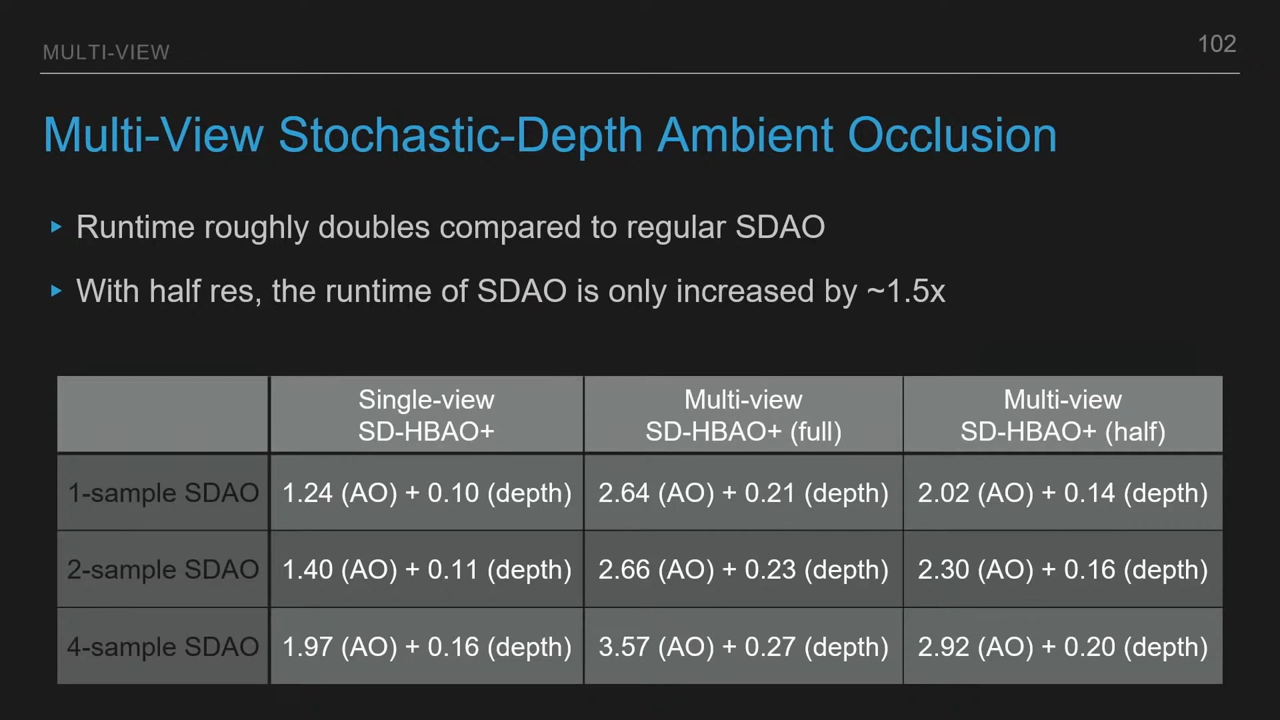 MULTI-VIEW
102
Multi-View Stochastic-Depth Ambient Occlusion
▸ Runtime roughly doubles compared to regular SDAO
▸ With half res, the runtime of SDAO is only increased by ~1.5x
Single-view Multi-view Multi-view
SD-HBAO+ SD-HBAO+ (full) SD-HBAO+ (half)
1-sample SDAO 1.24 (AO) + 0.10 (depth) 2.64 (AO) + 0.21 (depth) 2.02 (AO) + 0.14 (depth)
2-sample SDAO 1.40 (AO) + 0.11 (depth) 2.66 (AO) + 0.23 (depth) 2.30 (AO) + 0.16 (depth)
4-sample SDAO 1.97 (AO) + 0.16 (depth) 3.57 (AO) + 0.27 (depth) 2.92 (AO) + 0.20 (depth)